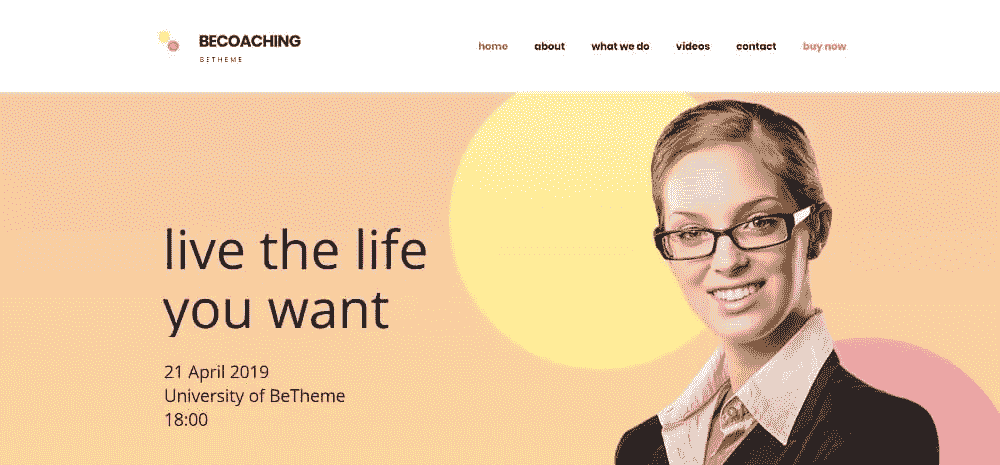 BECOACHING
BETHEME
home about what we do videos contact buy now
live the life
you want
21 April 2019
University of BeTheme
18:00